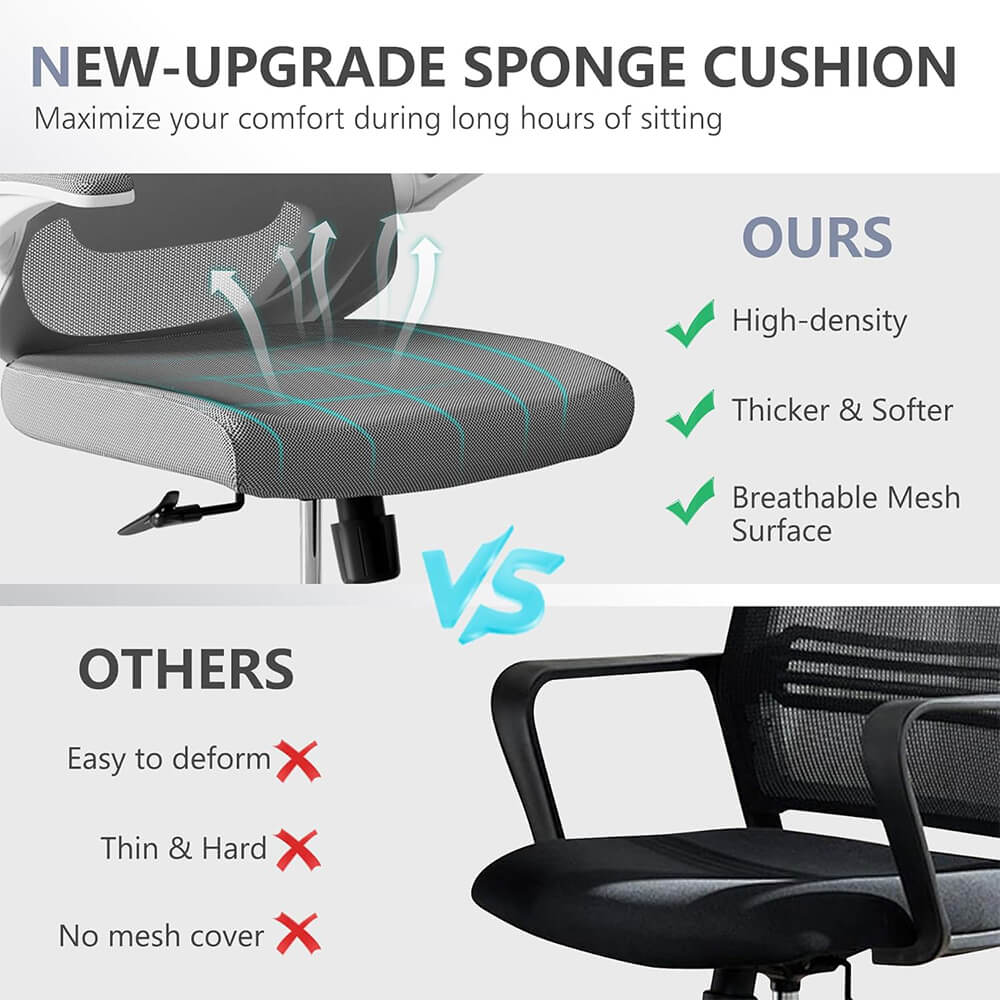 NEW-UPGRADE SPONGE CUSHION
Maximize your comfort during long hours of sitting
OURS
High-density
Thicker & Softer
Breathable Mesh
Surface
VS
OTHERS
Easy to deform
Thin & Hard
No mesh cover